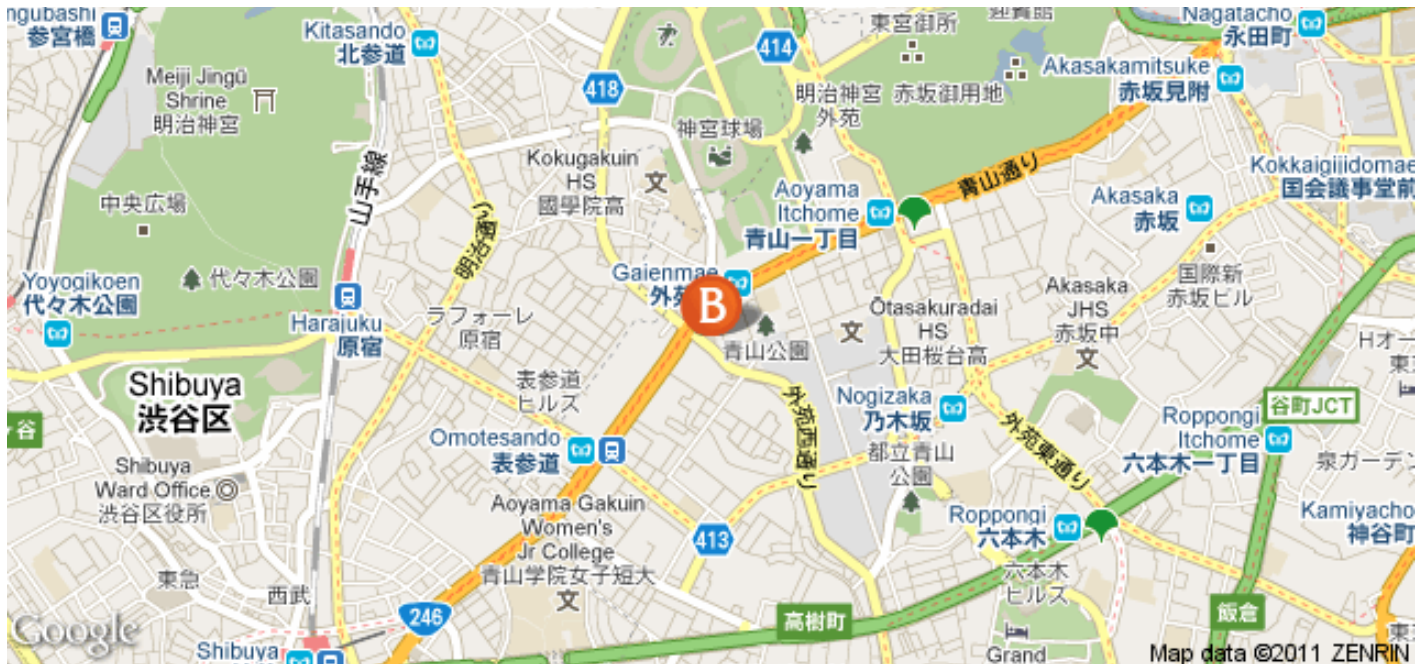 ngubashi
参宮橋
Kitasando
北参道
Meiji Jingū
Shrine
明治神宮
中央広場
山手線
明治通り
418
414
東宮御所
迎賓館
Nagatacho
永田町
Akasakamitsuke
赤坂見附
明治神宮
外苑
赤坂御用地
神宮球場
Kokugakuin
HS
國學院高
Aoyama
Itchome
青山一丁目
青山通り
Akasaka
赤坂
Kokkaigijidomae
国会議事堂前
Yoyogikoen
代々木公園
代々木公園
Harajuku
原宿
ラフォーレ
原宿
Gaienmae
外苑
B
青山公園
Ōtasakuradai
HS
大田桜台高
Akasaka
JHS
赤坂中
国際新
赤坂ビル
Hオー
Shibuya
渋谷区
表参道
ヒルズ
外苑西通り
Nogizaka
乃木坂
外苑東通り
谷町JCT
Roppongi
Itchome
六本木一丁目
ヶ谷
Omotesando
表参道
都立青山
公園
泉ガーデン
Shibuya
Ward Office
渋谷区役所
Aoyama Gakuin
Women's
Jr College
青山学院女子短大
413
Roppongi
六本木
Kamiyacho
神谷町
東急
西武
246
高樹町
六本木
ヒルズ
飯倉
Google
Shibuya
Grand
Map data ©2011 ZENRIN